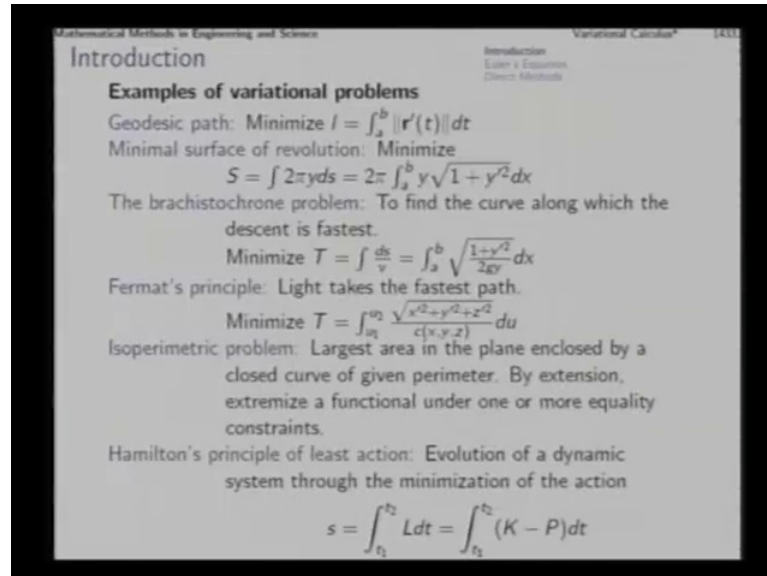 Mathematical Methods in Engineering and Science Variational Calculus* 1433,
Introduction
Introduction
Euler's Equation
Direct Methods
Examples of variational problems
Geodesic path: Minimize l = ∫_a^b ‖r′(t)‖dt
Minimal surface of revolution: Minimize
S = ∫ 2πyds = 2π ∫_a^b y√(1 + y′²)dx
The brachistochrone problem: To find the curve along which the
descent is fastest.
Minimize T = ∫ ds/v = ∫_a^b √((1+y′²)/(2gy)) dx
Fermat's principle: Light takes the fastest path.
Minimize T = ∫_{u₁}^{u₂} √(x′²+y′²+z′²)/c(x,y,z) du
Isoperimetric problem: Largest area in the plane enclosed by a
closed curve of given perimeter. By extension,
extremize a functional under one or more equality
constraints.
Hamilton's principle of least action: Evolution of a dynamic
system through the minimization of the action
s = ∫_{t₁}^{t₂} Ldt = ∫_{t₁}^{t₂} (K − P)dt